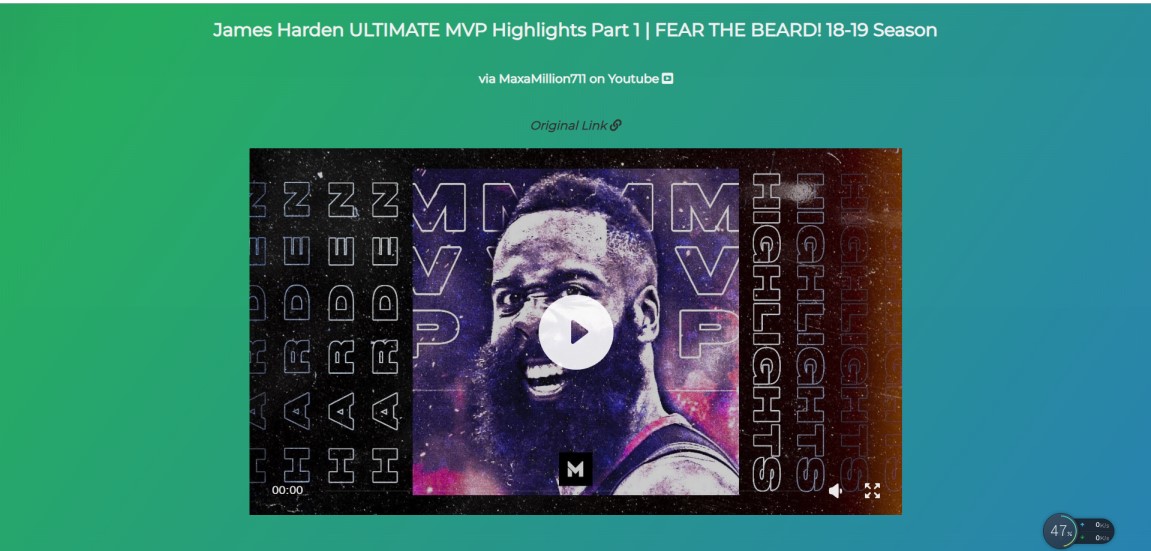 James Harden ULTIMATE MVP Highlights Part 1 | FEAR THE BEARD! 18-19 Season
via MaxaMillion711 on Youtube
Original Link
HARDEN HARDEN HARDEN HARDEN
MVP MVP
HIGHLIGHTS HIGHLIGHTS HIGHLIGHTS
M
00:00
47%
0K/s
0K/s